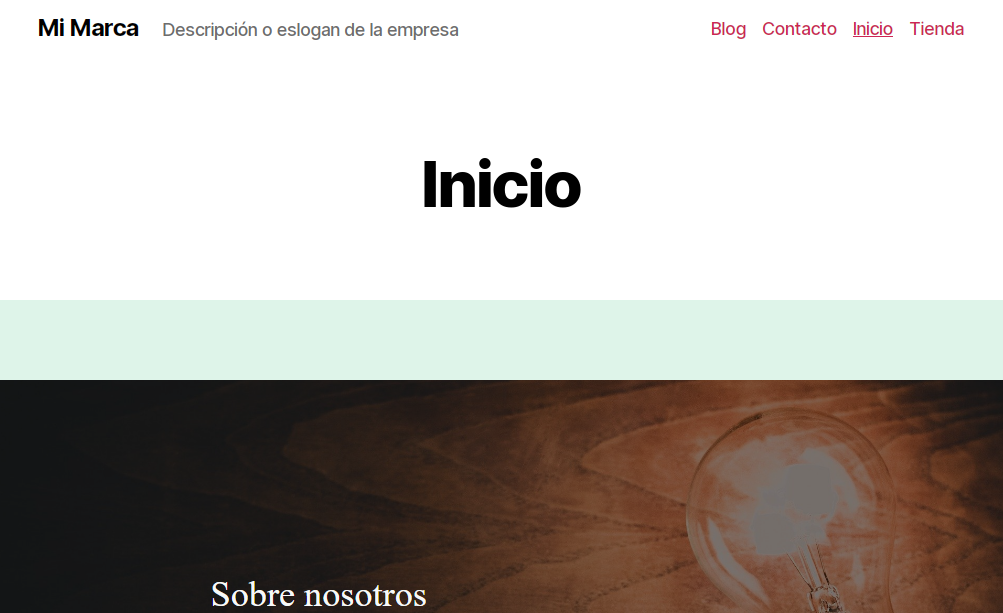 Mi Marca Descripción o eslogan de la empresa Blog Contacto Inicio Tienda
Inicio
Sobre nosotros